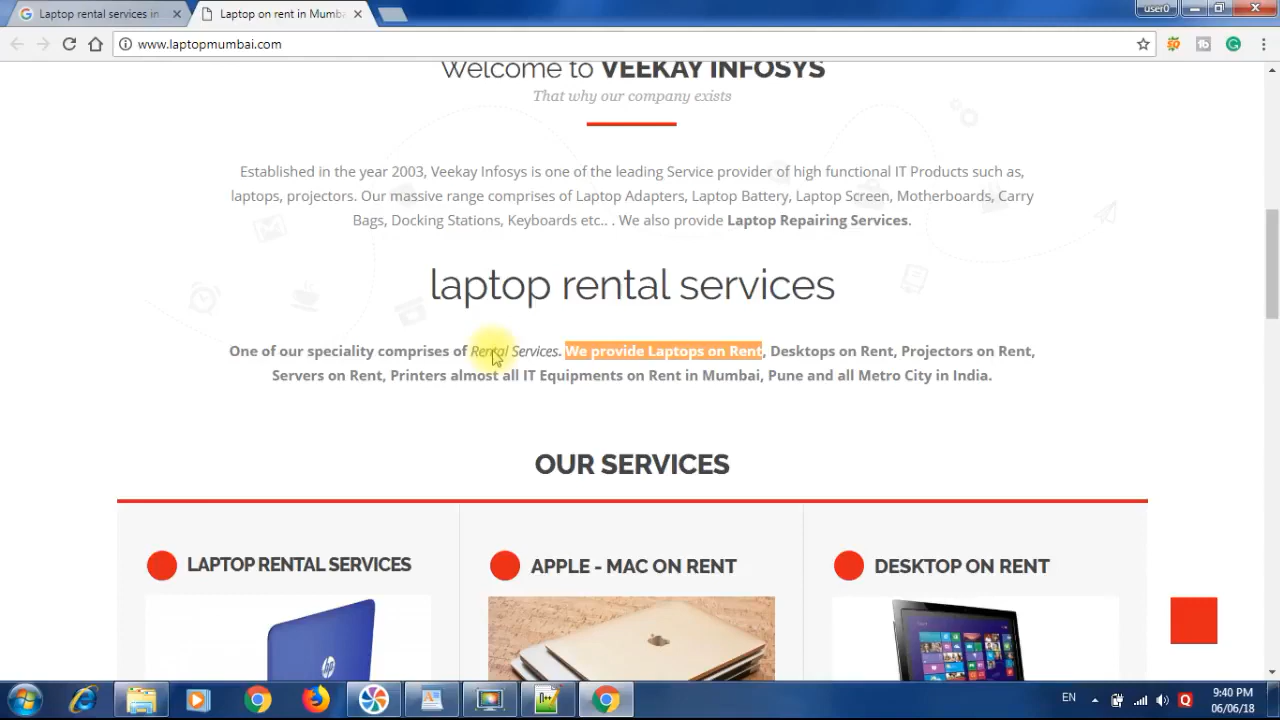 Laptop rental services in
Laptop on rent in Mumba
user0
www.laptopmumbai.com
Welcome to VEEKAY INFOSYS
That why our company exists
Established in the year 2003, Veekay Infosys is one of the leading Service provider of high functional IT Products such as,
laptops, projectors. Our massive range comprises of Laptop Adapters, Laptop Battery, Laptop Screen, Motherboards, Carry
Bags, Docking Stations, Keyboards etc.. . We also provide Laptop Repairing Services.
laptop rental services
One of our speciality comprises of Rental Services. We provide Laptops on Rent, Desktops on Rent, Projectors on Rent,
Servers on Rent, Printers almost all IT Equipments on Rent in Mumbai, Pune and all Metro City in India.
OUR SERVICES
LAPTOP RENTAL SERVICES
APPLE - MAC ON RENT
DESKTOP ON RENT
hp
EN
9:40 PM
06/06/18